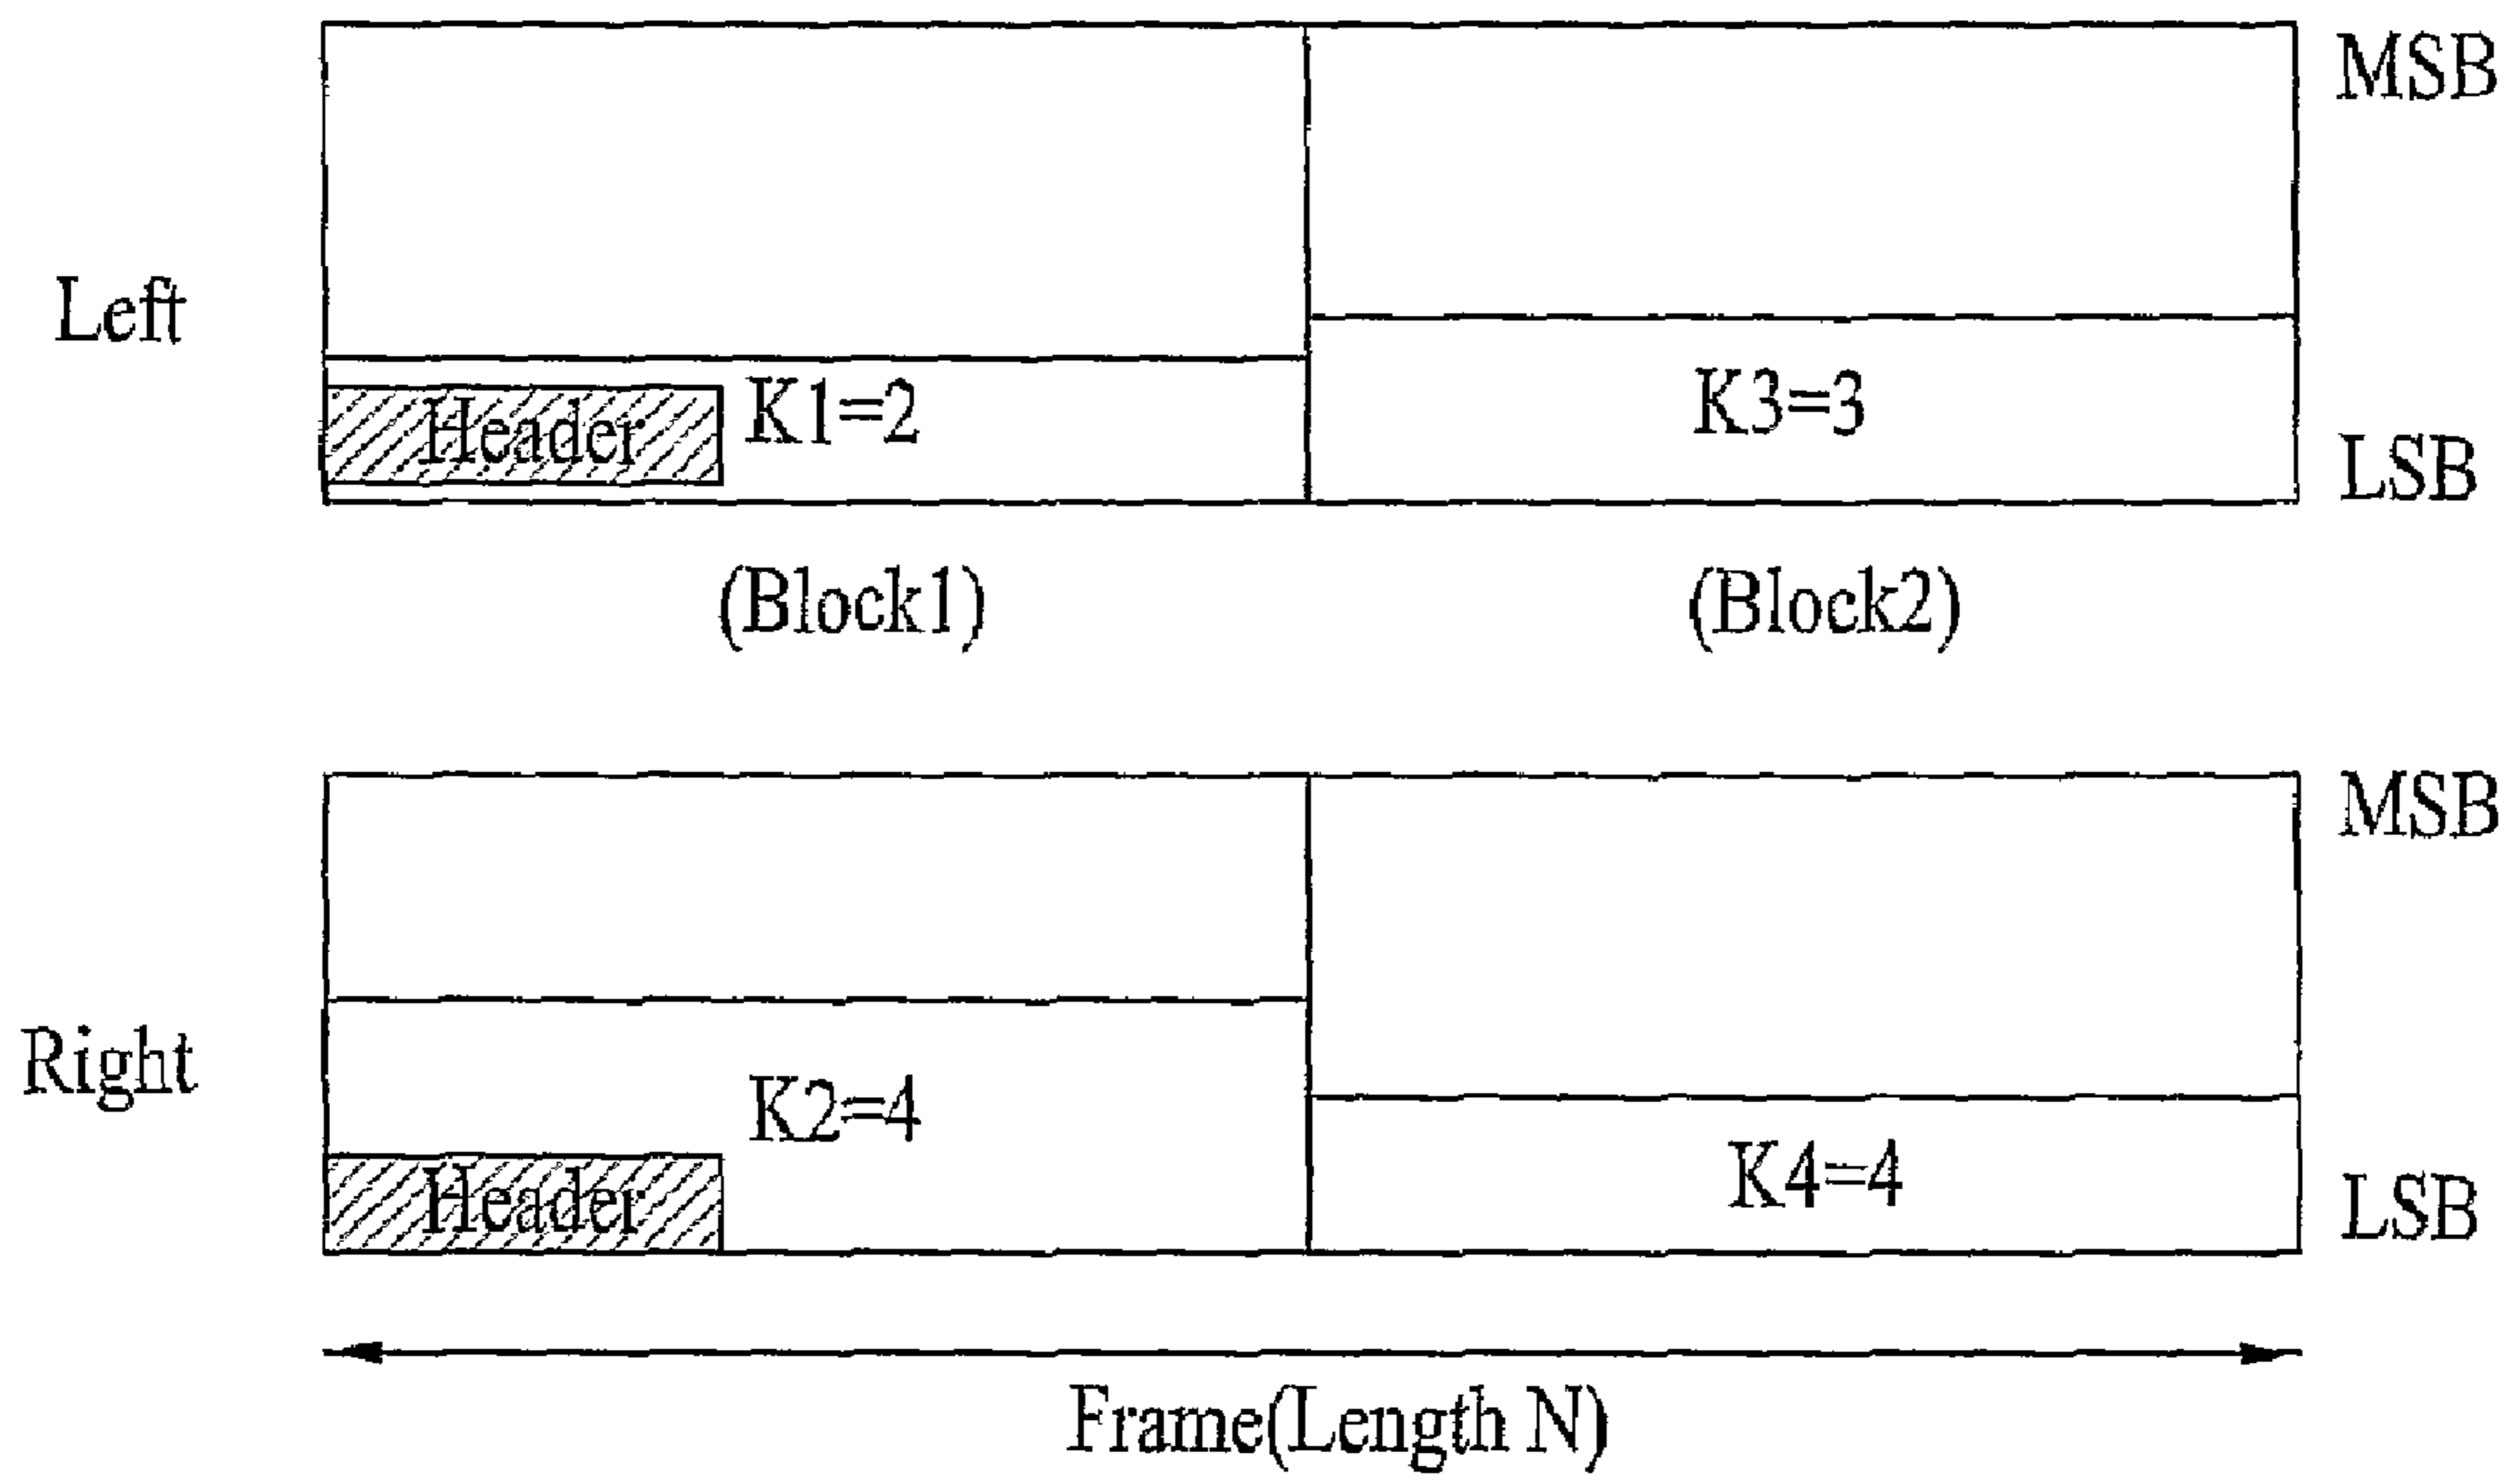 MSB
Left
Header K1=2 K3=3
LSB
(Block1) (Block2)
MSB
Right
K2=4
Header K4=4
LSB
Frame(Length N)